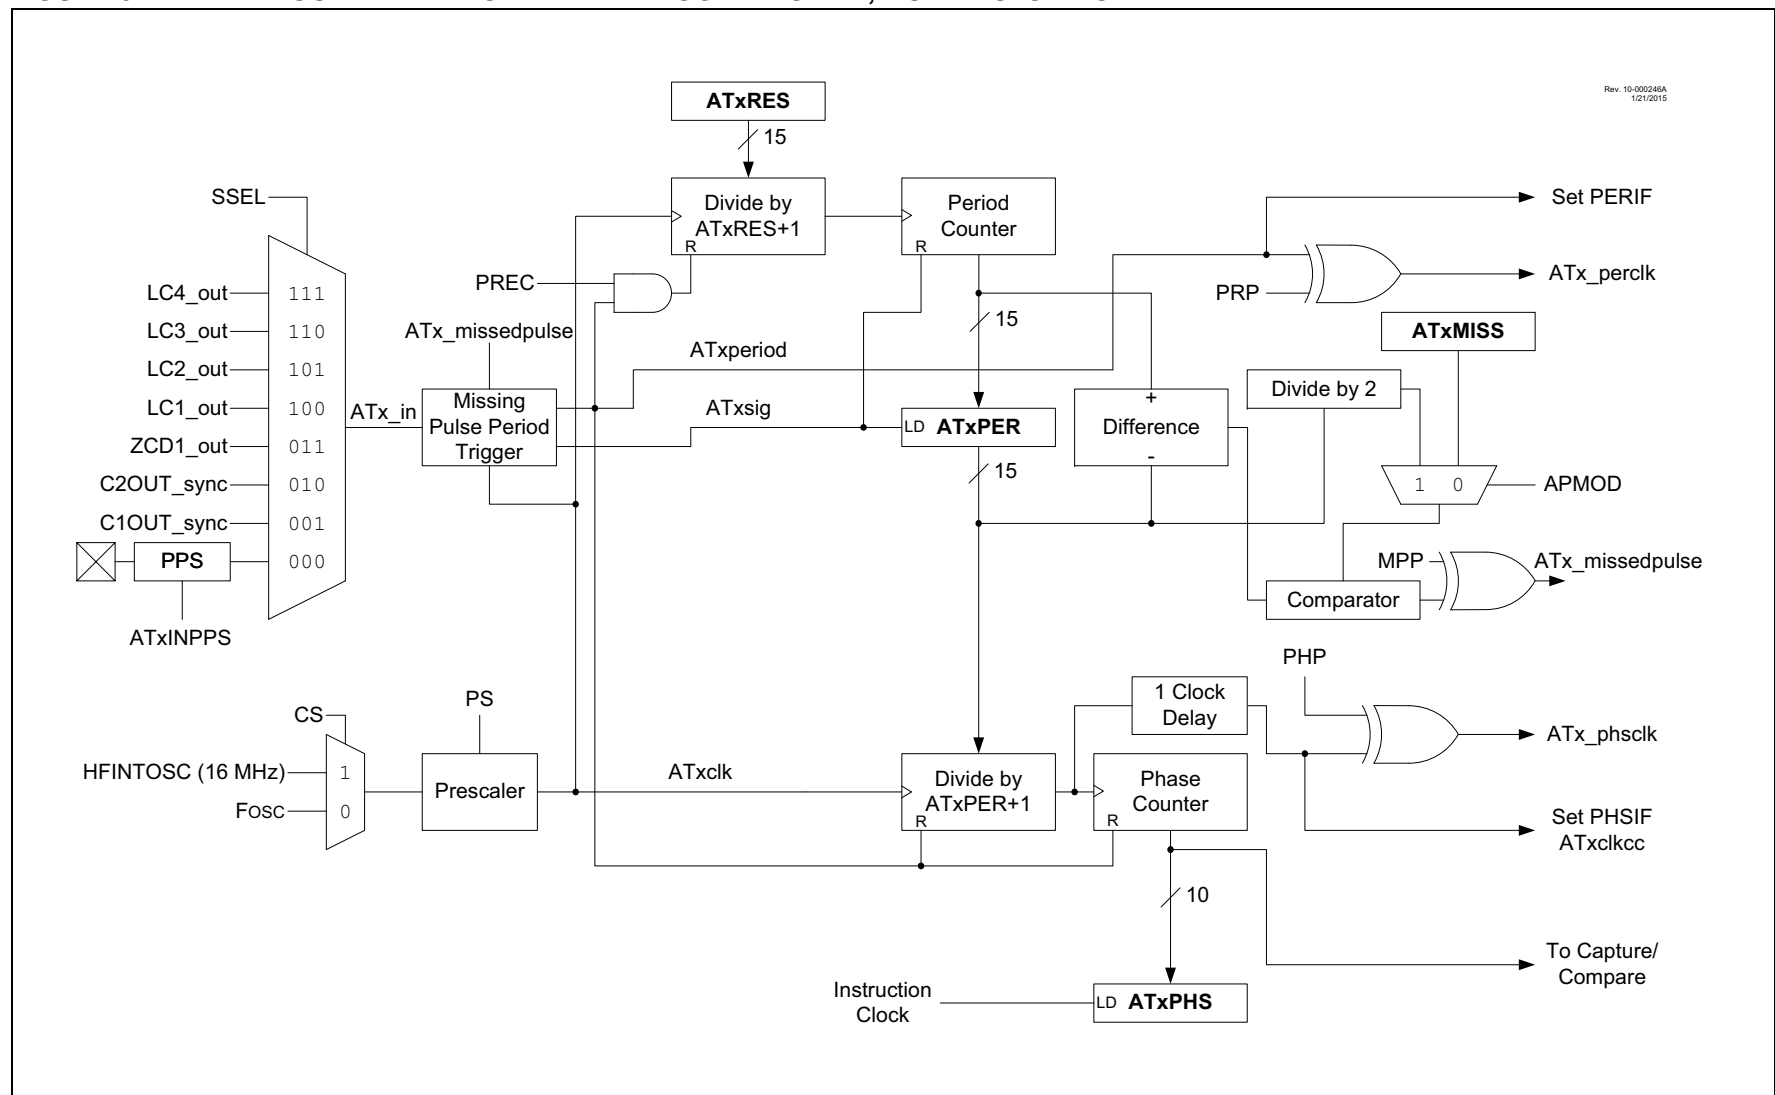 Rev. 10-000246A
1/21/2015
ATxRES
15
SSEL
Divide by
ATxRES+1
R
Period
Counter
R
Set PERIF
ATx_perclk
PRP
PREC
LC4_out
111
LC3_out
110
LC2_out
101
LC1_out
100
ZCD1_out
011
C2OUT_sync
010
C1OUT_sync
001
PPS
000
ATxINPPS
ATx_in
ATx_missedpulse
Missing
Pulse Period
Trigger
ATxperiod
ATxsig
15
LD
ATxPER
15
+
Difference
-
ATxMISS
Divide by 2
1
0
APMOD
MPP
ATx_missedpulse
Comparator
PHP
1 Clock
Delay
ATx_phsclk
CS
PS
HFINTOSC (16 MHz)
1
FOSC
0
Prescaler
ATxclk
Divide by
ATxPER+1
R
Phase
Counter
R
Set PHSIF
ATxclkcc
10
To Capture/
Compare
Instruction
Clock
LD
ATxPHS